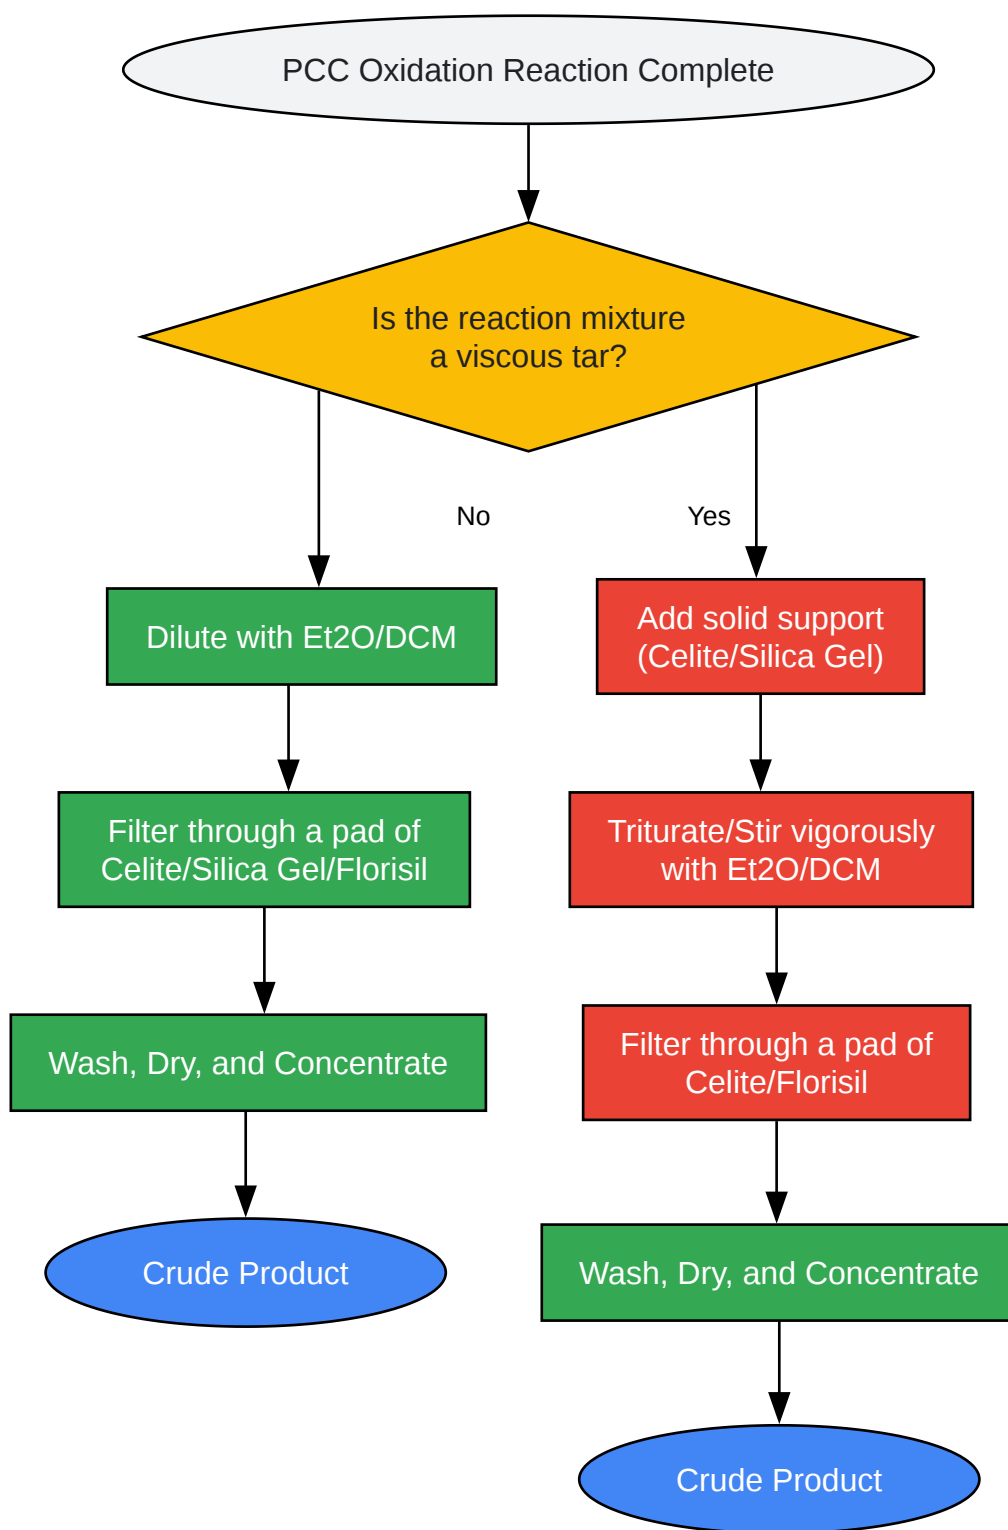 PCC Oxidation Reaction Complete
Is the reaction mixture
a viscous tar?
No
Yes
Dilute with Et2O/DCM
Filter through a pad of
Celite/Silica Gel/Florisil
Wash, Dry, and Concentrate
Crude Product
Add solid support
(Celite/Silica Gel)
Triturate/Stir vigorously
with Et2O/DCM
Filter through a pad of
Celite/Florisil
Wash, Dry, and Concentrate
Crude Product